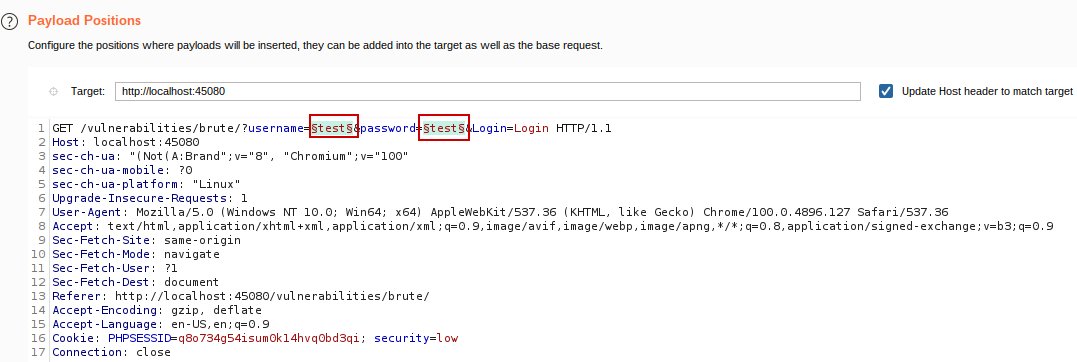 ?
Payload Positions
Configure the positions where payloads will be inserted, they can be added into the target as well as the base request.
Target: http://localhost:45080 Update Host header to match target
1 GET /vulnerabilities/brute/?username=§test§&password=§test§&Login=Login HTTP/1.1
2 Host: localhost:45080
3 sec-ch-ua: "(Not(A:Brand";v="8", "Chromium";v="100"
4 sec-ch-ua-mobile: ?0
5 sec-ch-ua-platform: "Linux"
6 Upgrade-Insecure-Requests: 1
7 User-Agent: Mozilla/5.0 (Windows NT 10.0; Win64; x64) AppleWebKit/537.36 (KHTML, like Gecko) Chrome/100.0.4896.127 Safari/537.36
8 Accept: text/html,application/xhtml+xml,application/xml;q=0.9,image/avif,image/webp,image/apng,*/*;q=0.8,application/signed-exchange;v=b3;q=0.9
9 Sec-Fetch-Site: same-origin
10 Sec-Fetch-Mode: navigate
11 Sec-Fetch-User: ?1
12 Sec-Fetch-Dest: document
13 Referer: http://localhost:45080/vulnerabilities/brute/
14 Accept-Encoding: gzip, deflate
15 Accept-Language: en-US,en;q=0.9
16 Cookie: PHPSESSID=q8o734g54isum0k14hvq0bd3qi; security=low
17 Connection: close